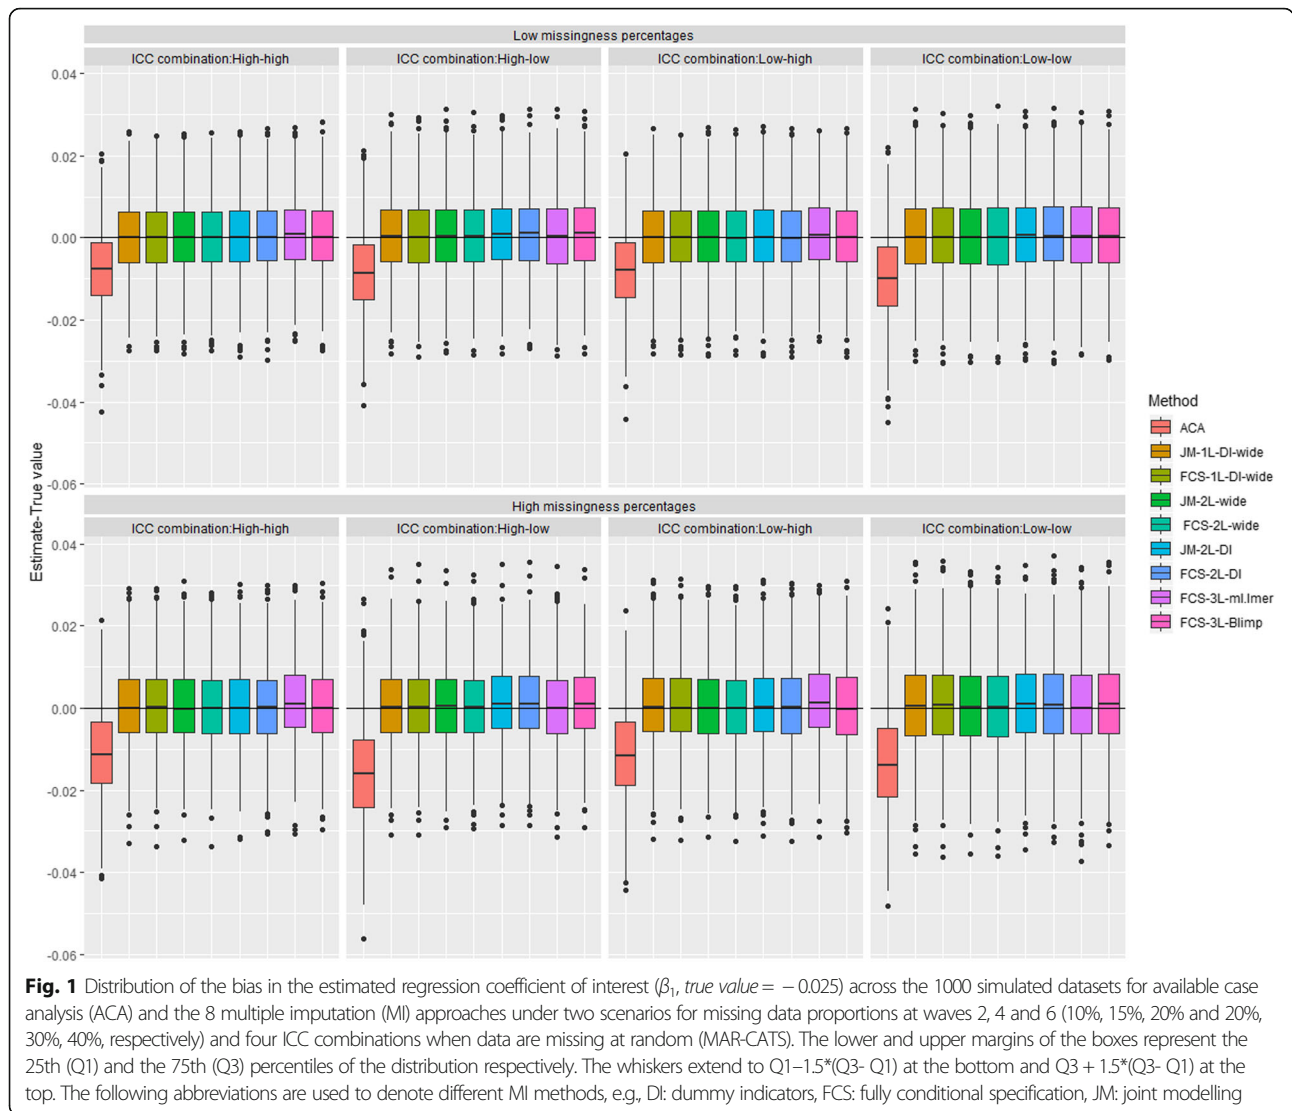 Low missingness percentages
ICC combination:High-high
ICC combination:High-low
ICC combination:Low-high
ICC combination:Low-low
0.04
0.02
0.00
-0.02
-0.04
-0.06
Estimate-True value
High missingness percentages
ICC combination:High-high
ICC combination:High-low
ICC combination:Low-high
ICC combination:Low-low
0.04
0.02
0.00
-0.02
-0.04
-0.06
Method
ACA
JM-1L-DI-wide
FCS-1L-DI-wide
JM-2L-wide
FCS-2L-wide
JM-2L-DI
FCS-2L-DI
FCS-3L-ml.lmer
FCS-3L-Blimp
Fig. 1 Distribution of the bias in the estimated regression coefficient of interest (β₁, true value = − 0.025) across the 1000 simulated datasets for available case
analysis (ACA) and the 8 multiple imputation (MI) approaches under two scenarios for missing data proportions at waves 2, 4 and 6 (10%, 15%, 20% and 20%,
30%, 40%, respectively) and four ICC combinations when data are missing at random (MAR-CATS). The lower and upper margins of the boxes represent the
25th (Q1) and the 75th (Q3) percentiles of the distribution respectively. The whiskers extend to Q1–1.5*(Q3- Q1) at the bottom and Q3 + 1.5*(Q3- Q1) at the
top. The following abbreviations are used to denote different MI methods, e.g., DI: dummy indicators, FCS: fully conditional specification, JM: joint modelling